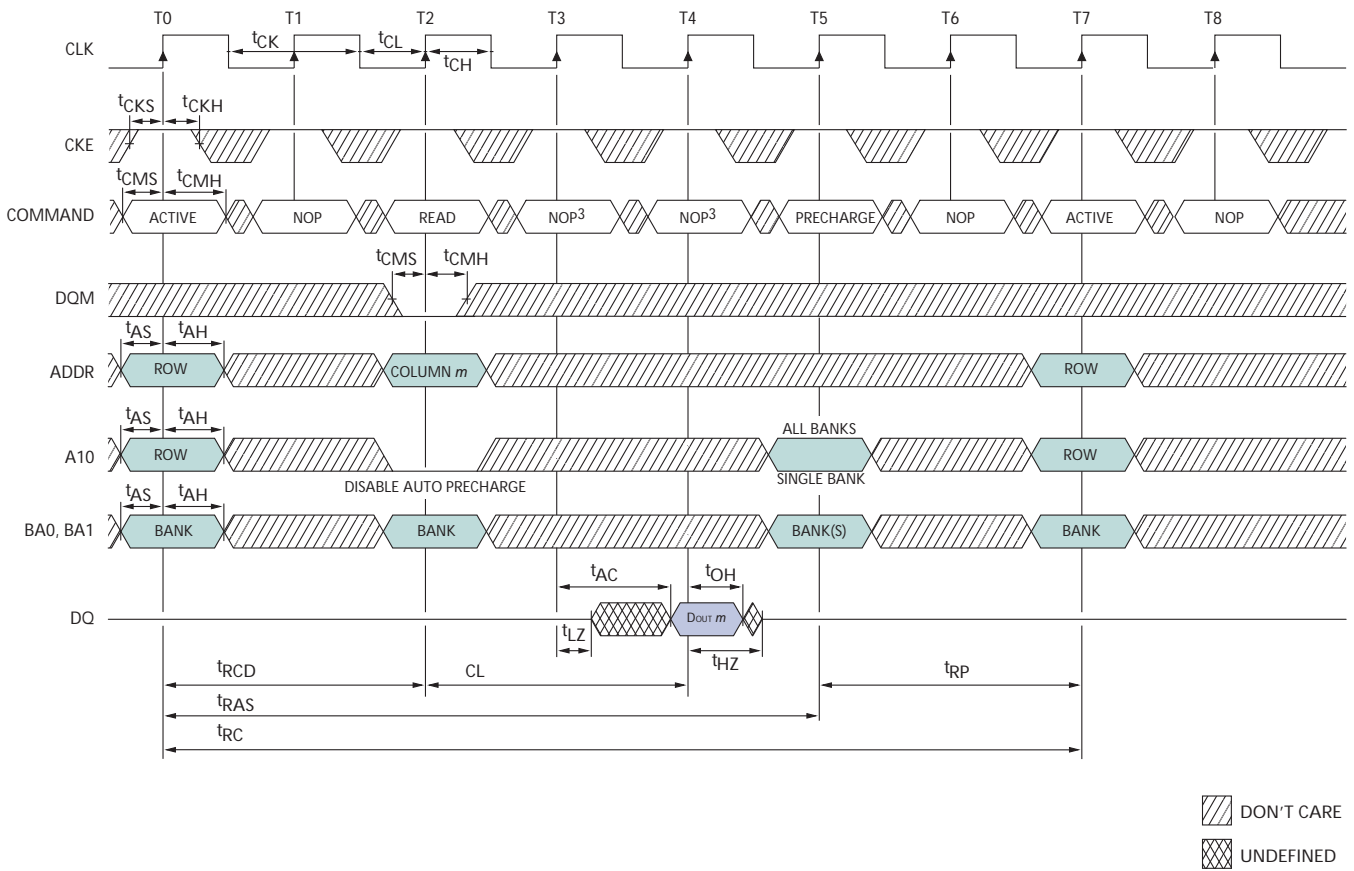 T0 T1 T2 T3 T4 T5 T6 T7 T8
CLK tCK tCL tCH
tCKS tCKH
CKE
tCMS tCMH
COMMAND ACTIVE NOP READ NOP3 NOP3 PRECHARGE NOP ACTIVE NOP
tCMS tCMH
DQM
tAS tAH
ADDR ROW COLUMN m ROW
tAS tAH ALL BANKS
A10 ROW ROW
DISABLE AUTO PRECHARGE SINGLE BANK
tAS tAH
BA0, BA1 BANK BANK BANK(S) BANK
tAC tOH
DQ DOUT m
tLZ tHZ
tRCD CL tRP
tRAS
tRC
DON'T CARE
UNDEFINED